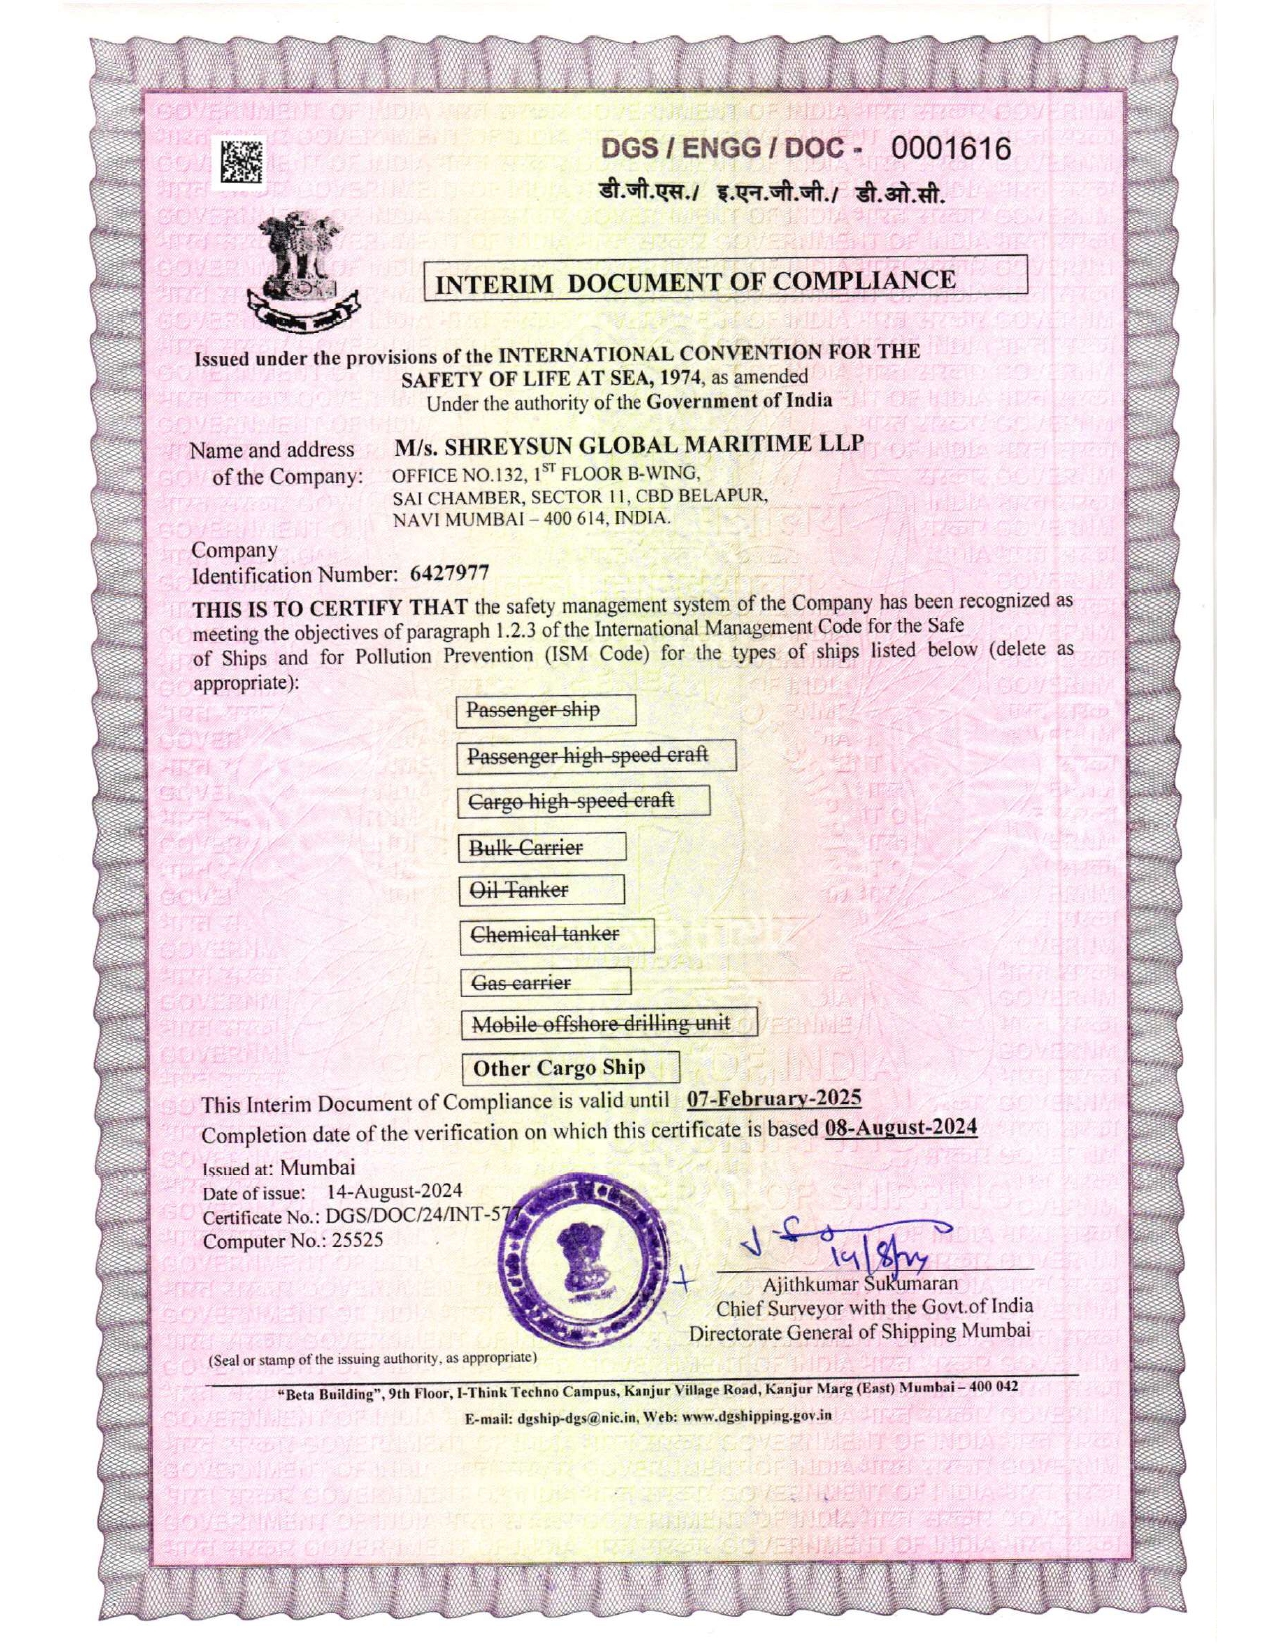 DGS / ENGG / DOC - 0001616
डी.जी.एस./ इ.एन.जी.जी./ डी.ओ.सी.
INTERIM DOCUMENT OF COMPLIANCE
Issued under the provisions of the INTERNATIONAL CONVENTION FOR THE
SAFETY OF LIFE AT SEA, 1974, as amended
Under the authority of the Government of India
Name and address M/s. SHREYSUN GLOBAL MARITIME LLP
of the Company: OFFICE NO.132, 1ST FLOOR B-WING,
SAI CHAMBER, SECTOR 11, CBD BELAPUR,
NAVI MUMBAI – 400 614, INDIA.
Company
Identification Number: 6427977
THIS IS TO CERTIFY THAT the safety management system of the Company has been recognized as
meeting the objectives of paragraph 1.2.3 of the International Management Code for the Safe
of Ships and for Pollution Prevention (ISM Code) for the types of ships listed below (delete as
appropriate):
Passenger ship
Passenger high-speed craft
Cargo high-speed craft
Bulk Carrier
Oil Tanker
Chemical tanker
Gas carrier
Mobile offshore drilling unit
Other Cargo Ship
This Interim Document of Compliance is valid until 07-February-2025
Completion date of the verification on which this certificate is based 08-August-2024
Issued at: Mumbai
Date of issue: 14-August-2024
Certificate No.: DGS/DOC/24/INT-577
Computer No.: 25525
14/8/24
Ajithkumar Sukumaran
Chief Surveyor with the Govt.of India
Directorate General of Shipping Mumbai
(Seal or stamp of the issuing authority, as appropriate)
“Beta Building”, 9th Floor, I-Think Techno Campus, Kanjur Village Road, Kanjur Marg (East) Mumbai – 400 042
E-mail: dgship-dgs@nic.in, Web: www.dgshipping.gov.in